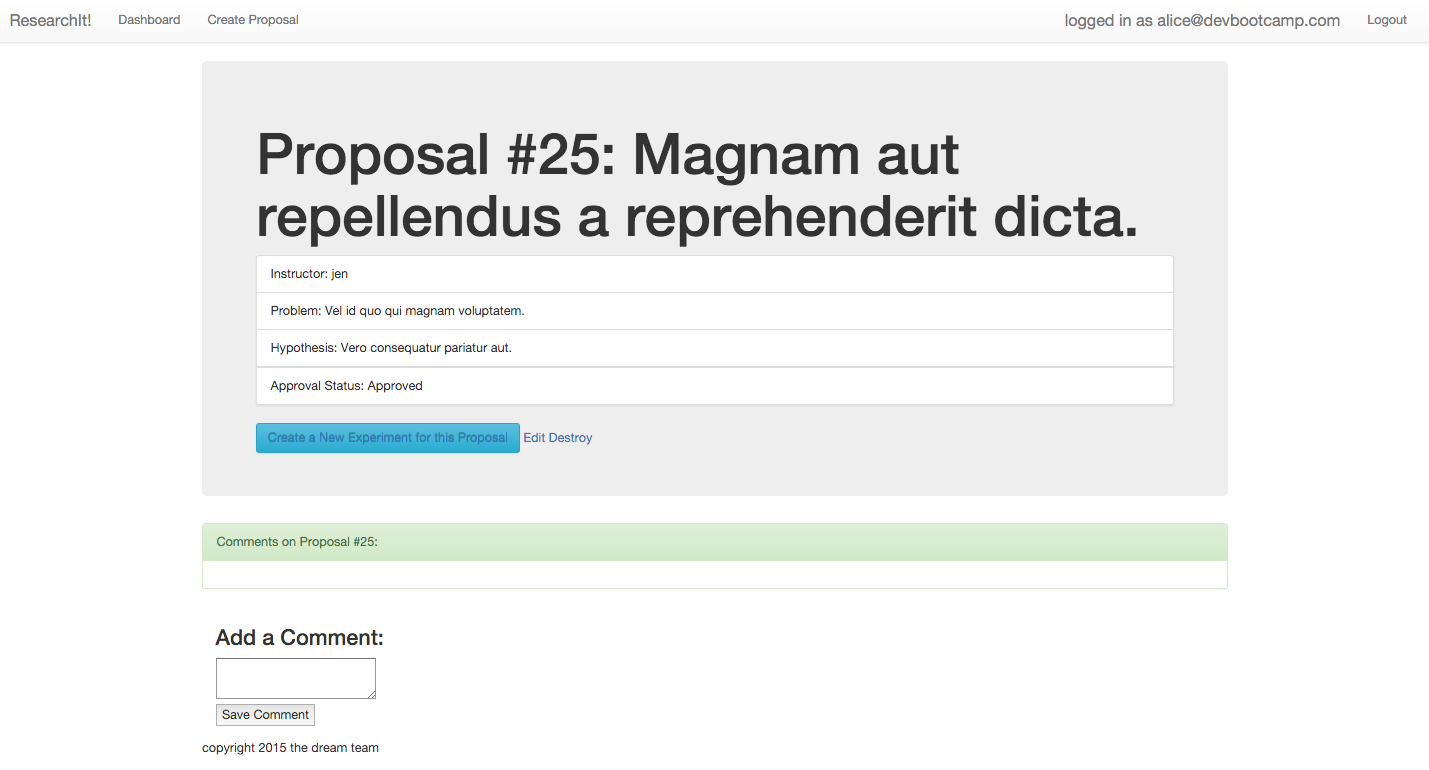 ResearchIt! Dashboard Create Proposal logged in as alice@devbootcamp.com Logout
Proposal #25: Magnam aut
repellendus a reprehenderit dicta.
Instructor: jen
Problem: Vel id quo qui magnam voluptatem.
Hypothesis: Vero consequatur pariatur aut.
Approval Status: Approved
Create a New Experiment for this Proposal Edit Destroy
Comments on Proposal #25:
Add a Comment:
Save Comment
copyright 2015 the dream team